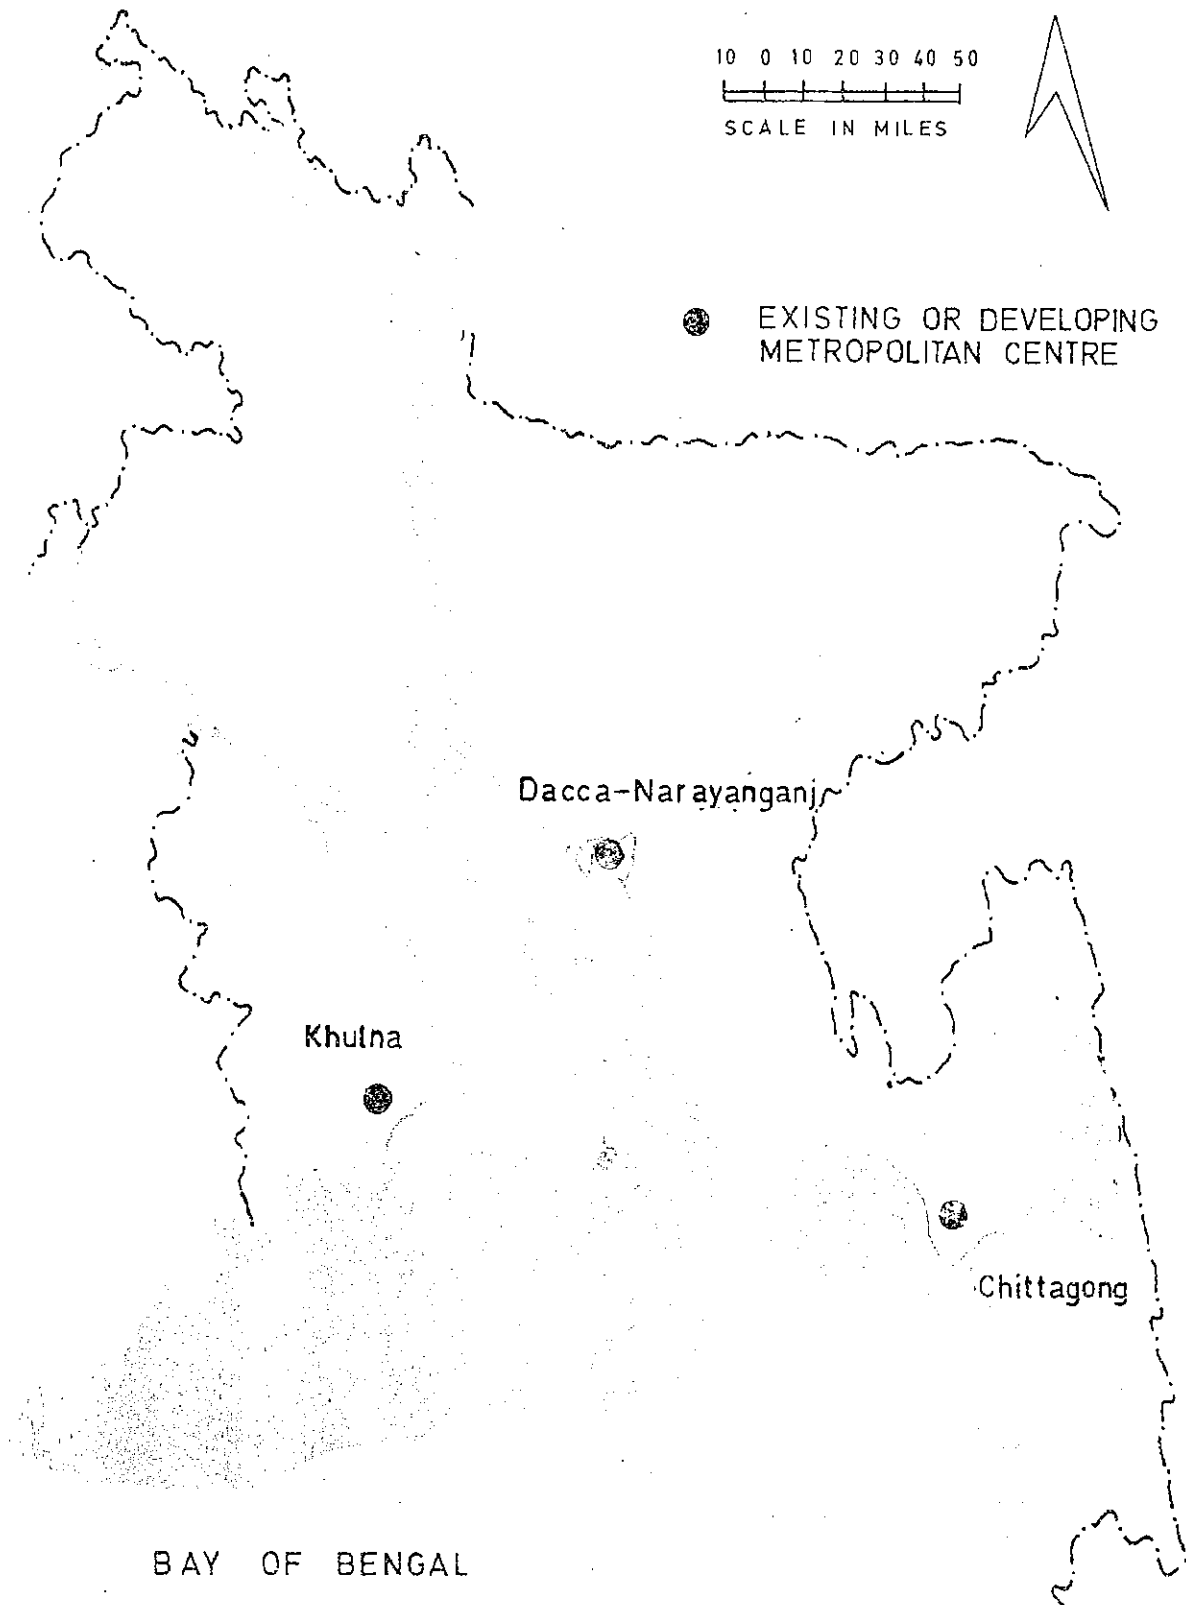 10 0 10 20 30 40 50
SCALE IN MILES
EXISTING OR DEVELOPING
METROPOLITAN CENTRE
Dacca-Narayanganj
Khulna
Chittagong
BAY OF BENGAL